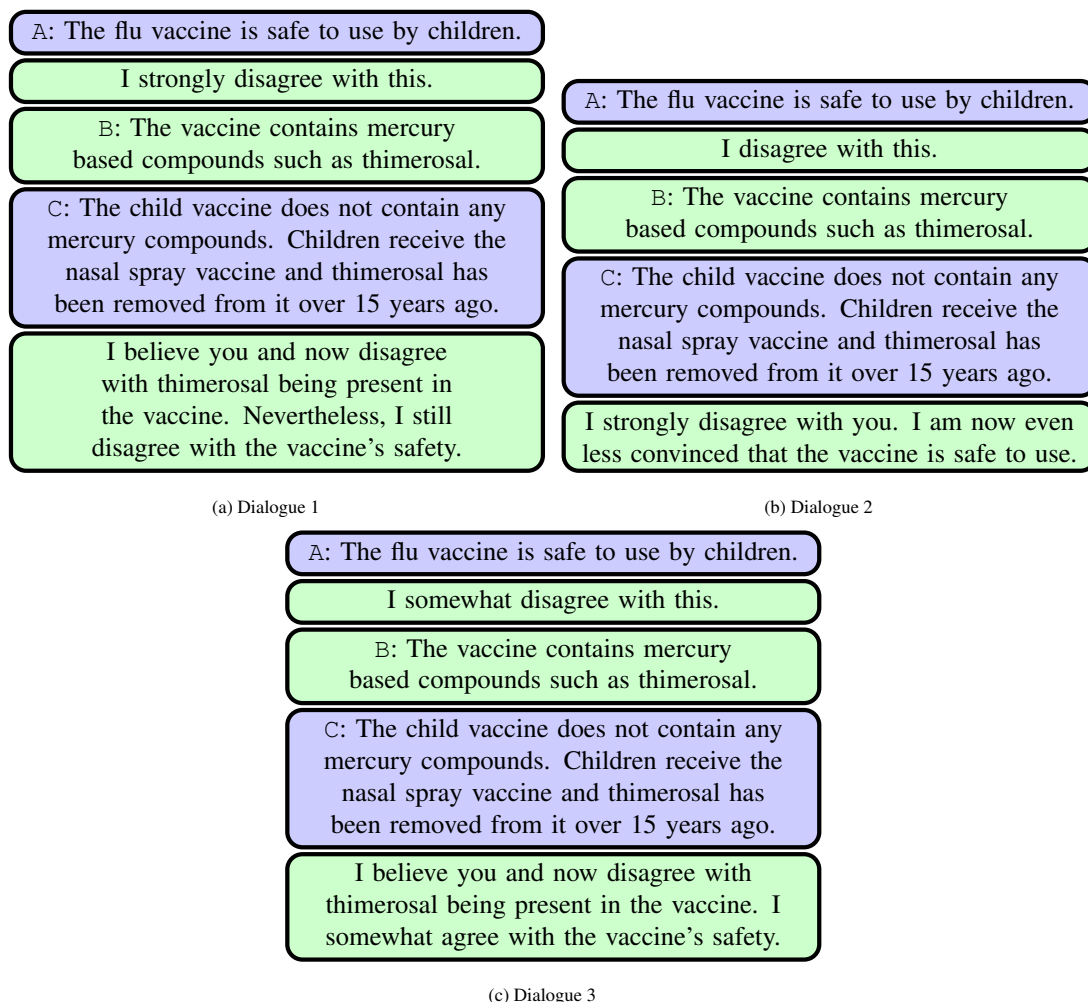 A: The flu vaccine is safe to use by children.
I strongly disagree with this.
B: The vaccine contains mercury
based compounds such as thimerosal.
C: The child vaccine does not contain any
mercury compounds. Children receive the
nasal spray vaccine and thimerosal has
been removed from it over 15 years ago.
I believe you and now disagree
with thimerosal being present in
the vaccine. Nevertheless, I still
disagree with the vaccine's safety.
(a) Dialogue 1
A: The flu vaccine is safe to use by children.
I disagree with this.
B: The vaccine contains mercury
based compounds such as thimerosal.
C: The child vaccine does not contain any
mercury compounds. Children receive the
nasal spray vaccine and thimerosal has
been removed from it over 15 years ago.
I strongly disagree with you. I am now even
less convinced that the vaccine is safe to use.
(b) Dialogue 2
A: The flu vaccine is safe to use by children.
I somewhat disagree with this.
B: The vaccine contains mercury
based compounds such as thimerosal.
C: The child vaccine does not contain any
mercury compounds. Children receive the
nasal spray vaccine and thimerosal has
been removed from it over 15 years ago.
I believe you and now disagree with
thimerosal being present in the vaccine. I
somewhat agree with the vaccine's safety.
(c) Dialogue 3